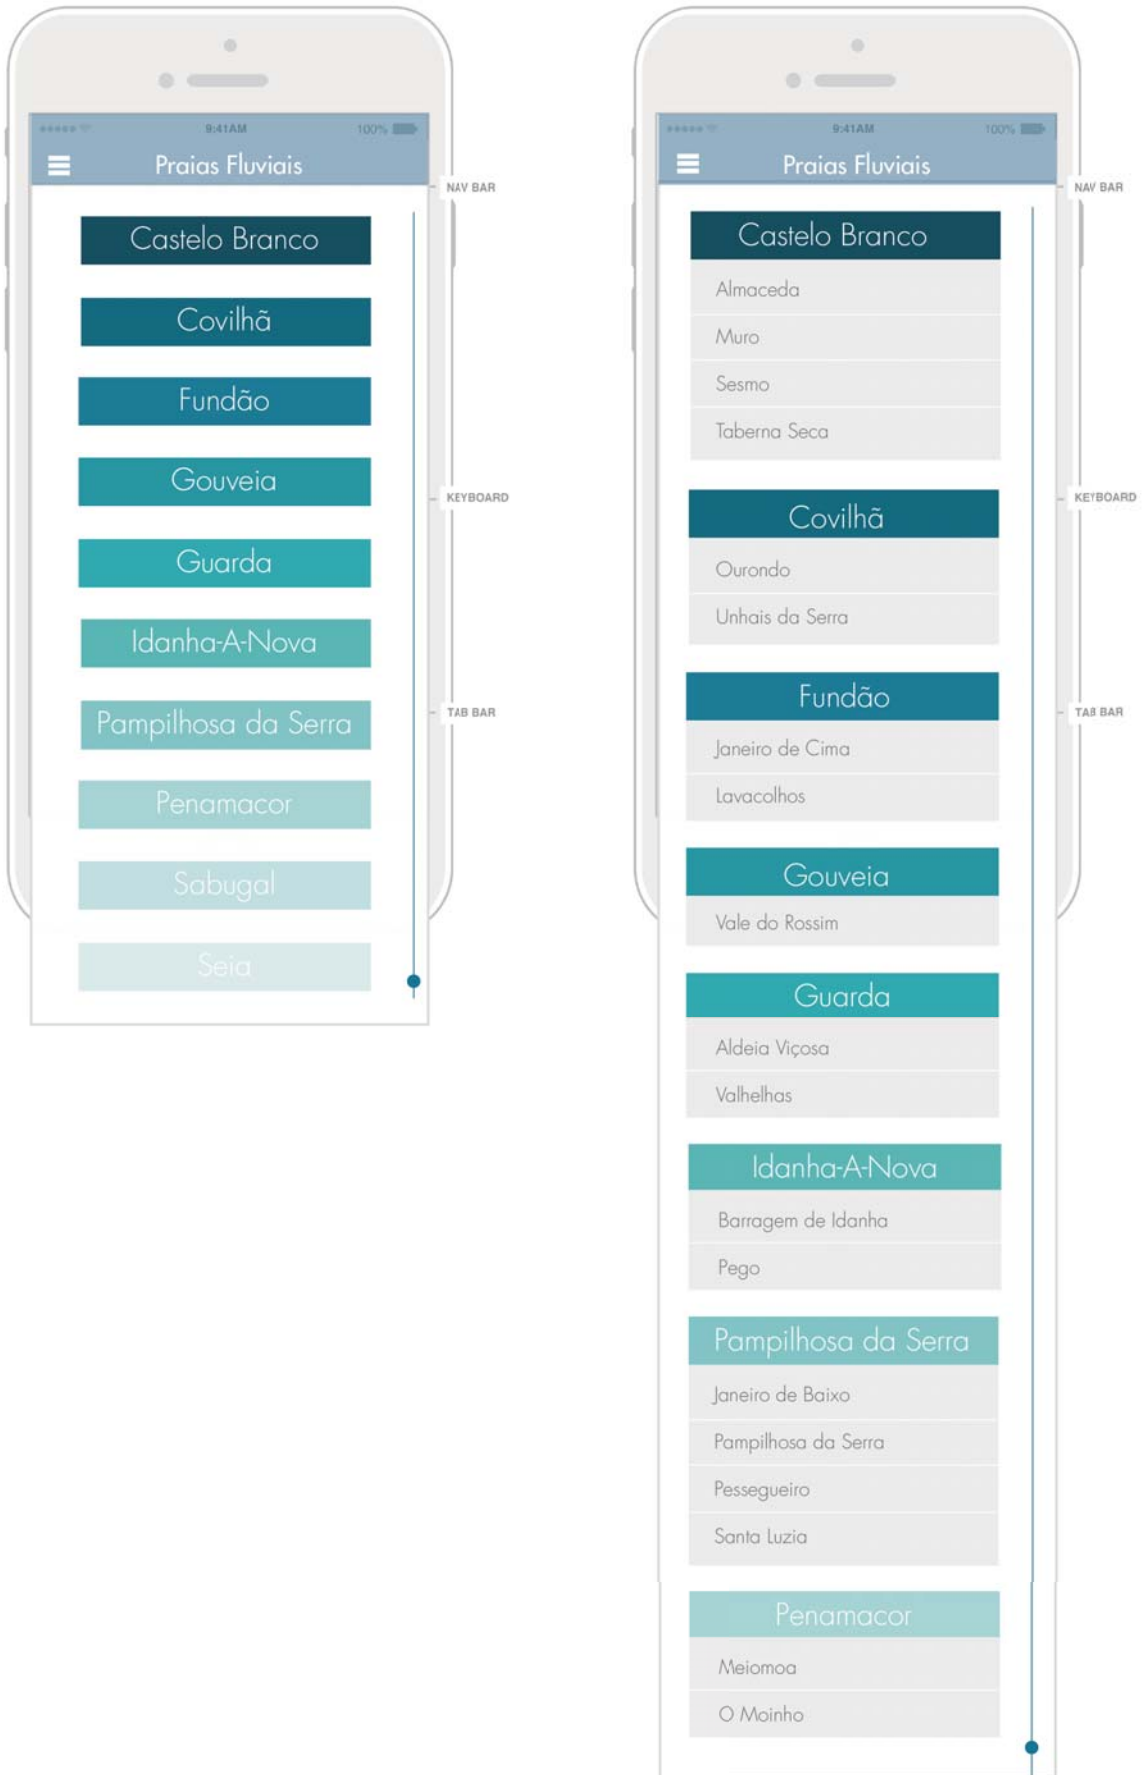 9:41AM
100%
Praias Fluviais
NAV BAR
Castelo Branco
Covilhã
Fundão
Gouveia
KEYBOARD
Guarda
Idanha-A-Nova
Pampilhosa da Serra
TAB BAR
Penamacor
Sabugal
Seia
9:41AM
100%
Praias Fluviais
NAV BAR
Castelo Branco
Almaceda
Muro
Sesmo
Taberna Seca
KEYBOARD
Covilhã
Ourondo
Unhais da Serra
Fundão
TAB BAR
Janeiro de Cima
Lavacolhos
Gouveia
Vale do Rossim
Guarda
Aldeia Viçosa
Valhelhas
Idanha-A-Nova
Barragem de Idanha
Pego
Pampilhosa da Serra
Janeiro de Baixo
Pampilhosa da Serra
Pessegueiro
Santa Luzia
Penamacor
Meiomoa
O Moinho